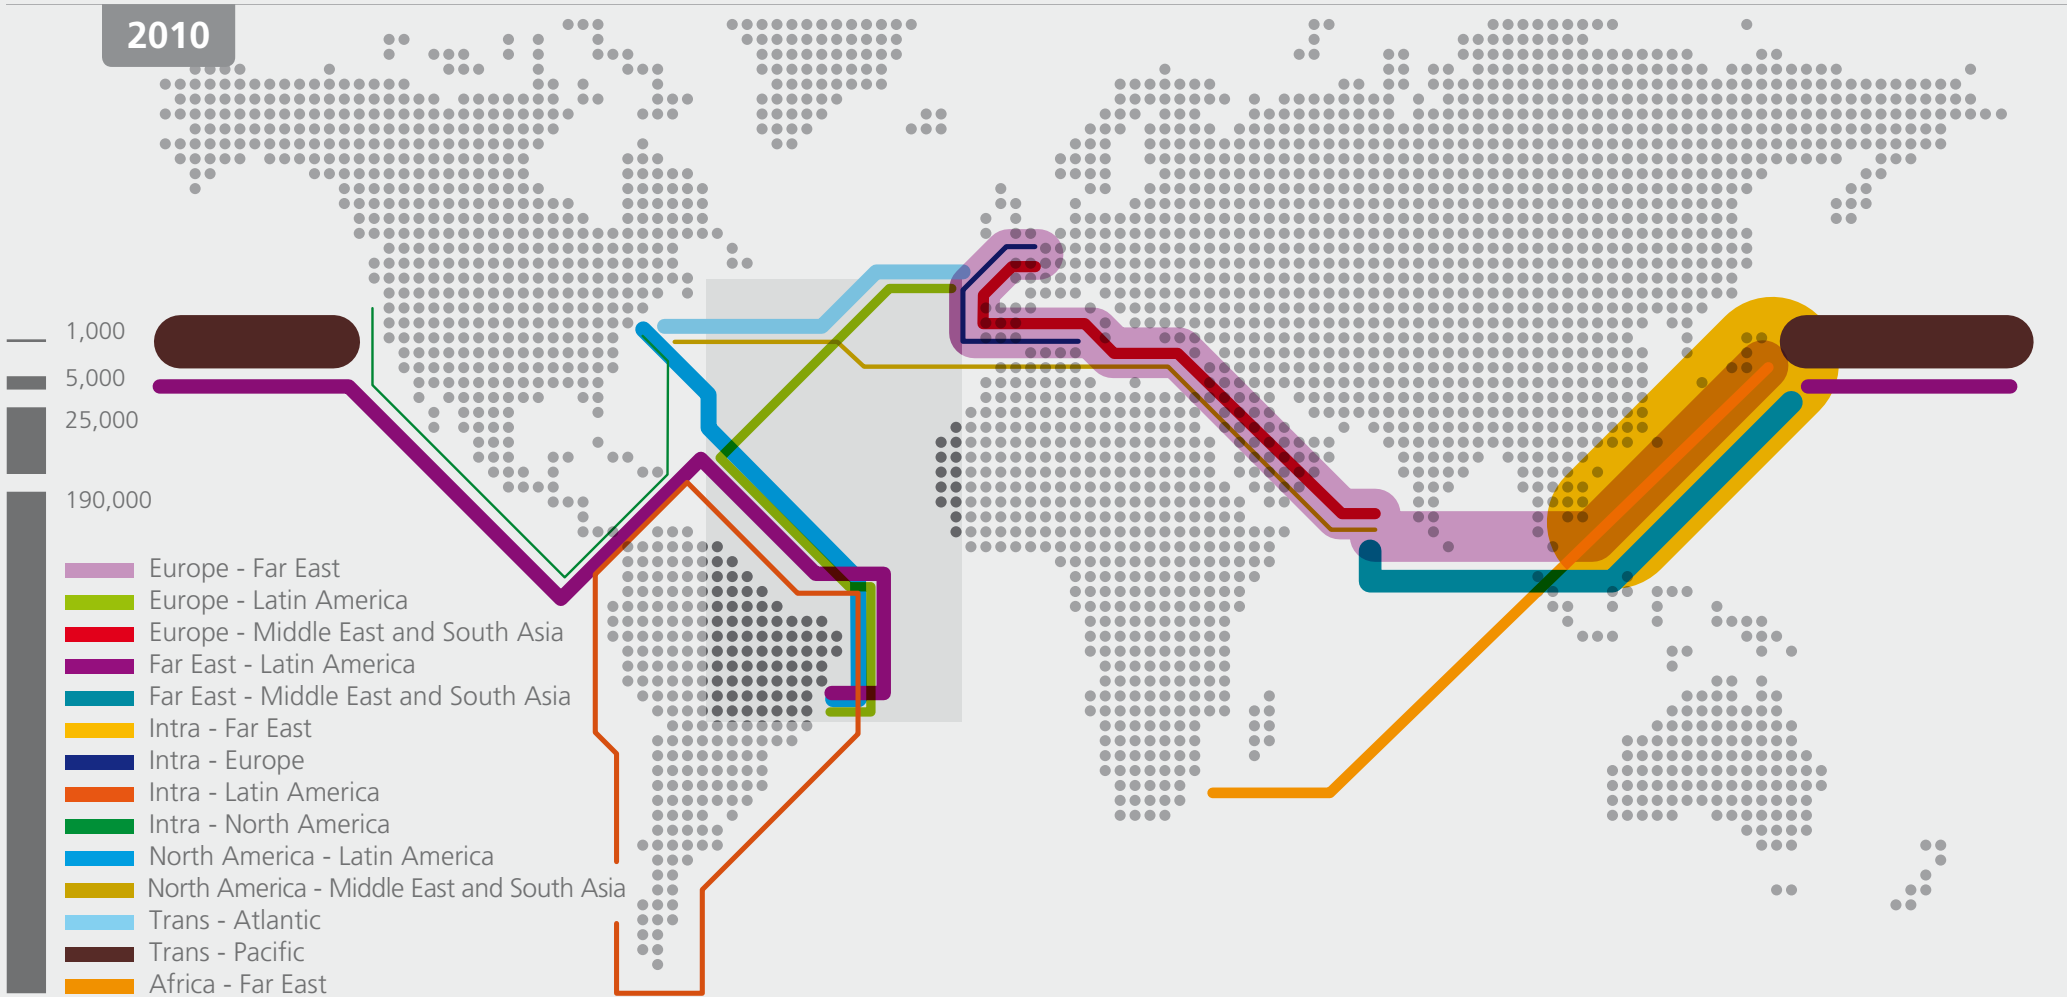 2010
1,000
5,000
25,000
190,000
Europe - Far East
Europe - Latin America
Europe - Middle East and South Asia
Far East - Latin America
Far East - Middle East and South Asia
Intra - Far East
Intra - Europe
Intra - Latin America
Intra - North America
North America - Latin America
North America - Middle East and South Asia
Trans - Atlantic
Trans - Pacific
Africa - Far East